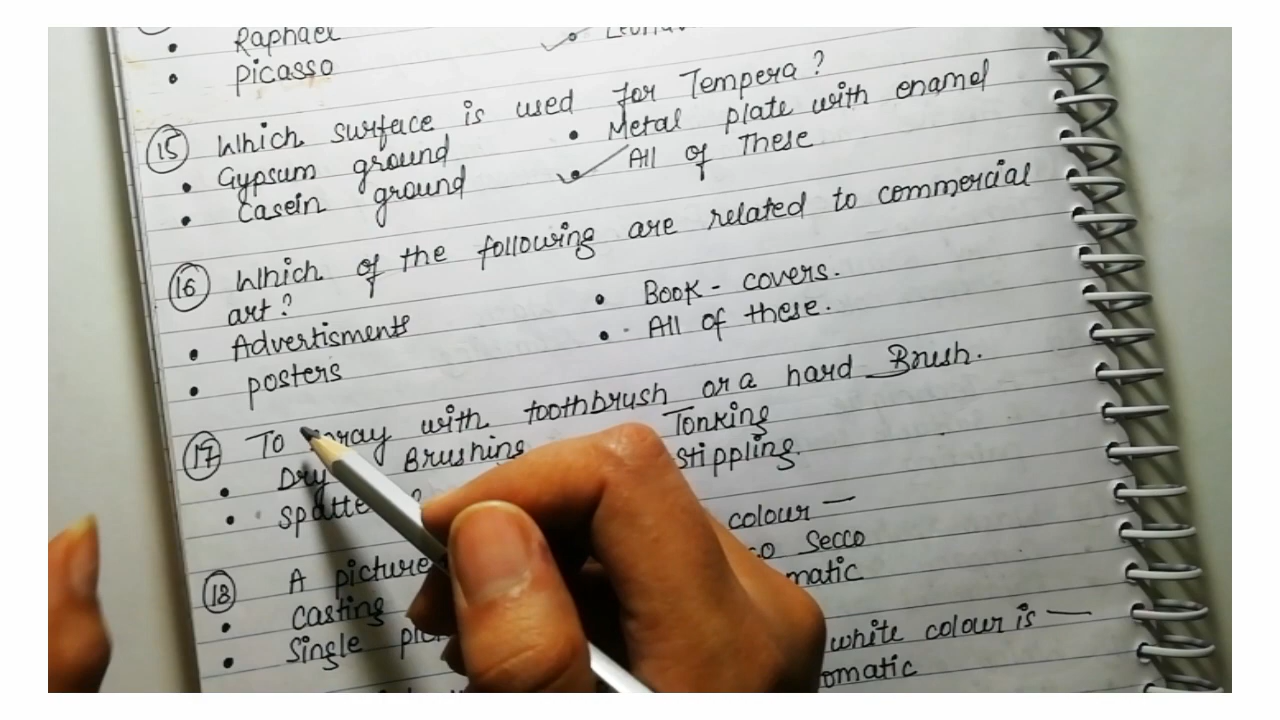 Raphael
Picasso
15 Which surface is used for Tempera?
Gypsum ground Metal plate with enamel
Casein ground All of These
16 Which of the following are related to commercial
art?
Advertisments Book - covers.
posters All of these.
17 To with toothbrush or a hard Brush.
Dry Brushing Tonking
Stippling.
18 A picture colour —
Casting Secco
Single
white colour is —